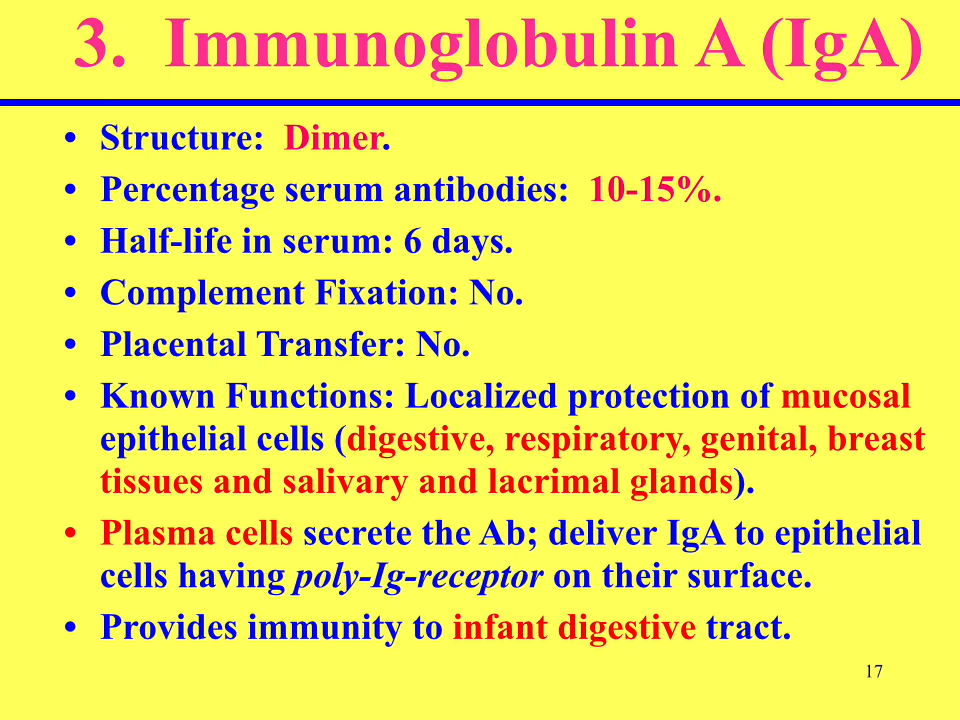 3. Immunoglobulin A (IgA)
• Structure: Dimer.
• Percentage serum antibodies: 10-15%.
• Half-life in serum: 6 days.
• Complement Fixation: No.
• Placental Transfer: No.
• Known Functions: Localized protection of mucosal
epithelial cells (digestive, respiratory, genital, breast
tissues and salivary and lacrimal glands).
• Plasma cells secrete the Ab; deliver IgA to epithelial
cells having poly-Ig-receptor on their surface.
• Provides immunity to infant digestive tract.
17